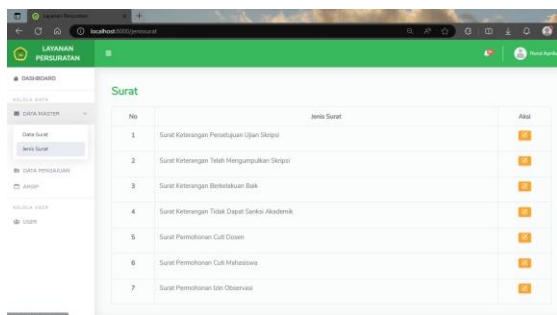 Layanan Persuratan
localhost:8000/jenissurat
LAYANAN
PERSURATAN
DASHBOARD
KELOLA DATA
DATA MASTER
Data Surat
Jenis Surat
DATA PENGAJUAN
ARSIP
KELOLA USER
USER
Surat
No Jenis Surat Aksi
1 Surat Keterangan Persetujuan Ujian Skripsi
2 Surat Keterangan Telah Mengumpulkan Skripsi
3 Surat Keterangan Berkelakuan Baik
4 Surat Keterangan Tidak Dapat Sanksi Akademik
5 Surat Permohonan Cuti Dosen
6 Surat Permohonan Cuti Mahasiswa
7 Surat Permohonan Izin Observasi